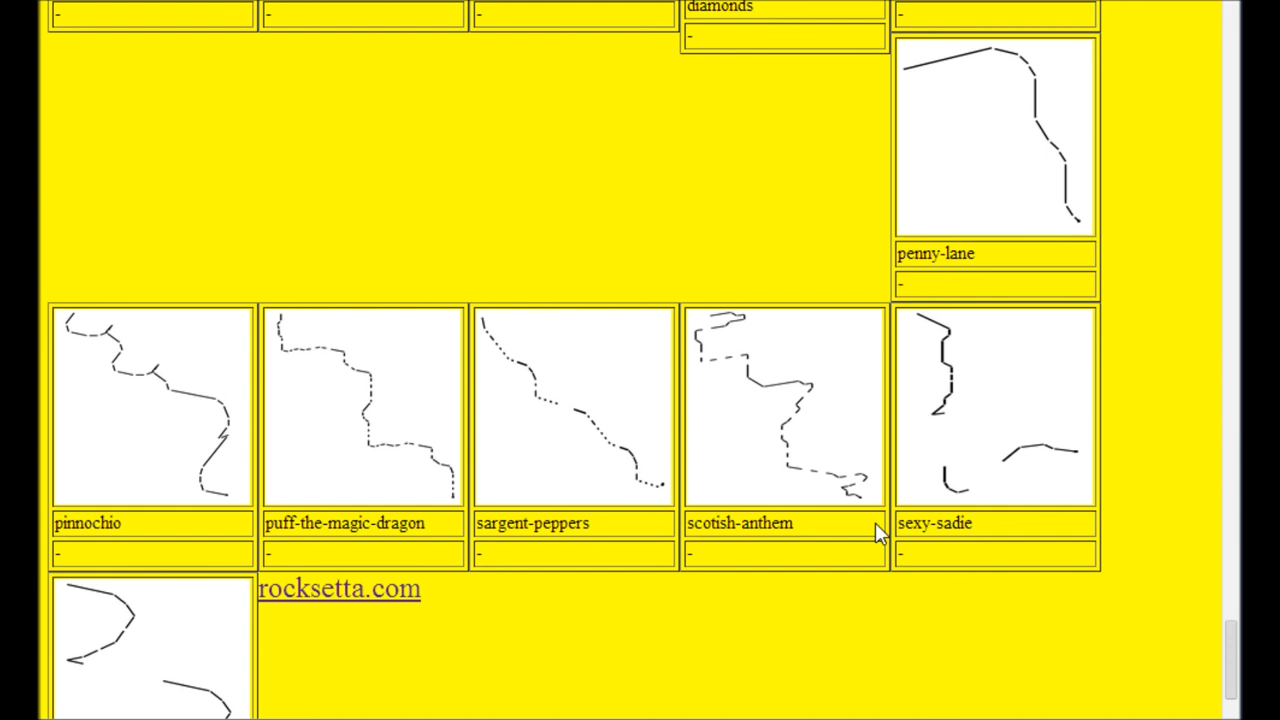 diamonds
- - - - -
penny-lane
-
pinnochio puff-the-magic-dragon sargent-peppers scotish-anthem sexy-sadie
- - - - -
rocksetta.com